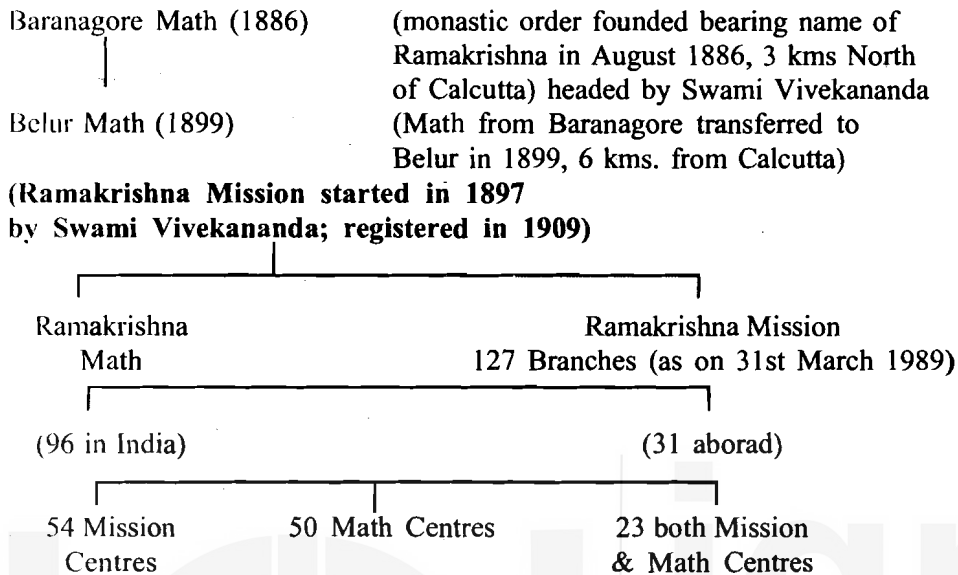 Baranagore Math (1886) (monastic order founded bearing name of
Ramakrishna in August 1886, 3 kms North
of Calcutta) headed by Swami Vivekananda
Belur Math (1899) (Math from Baranagore transferred to
Belur in 1899, 6 kms. from Calcutta)
(Ramakrishna Mission started in 1897
by Swami Vivekananda; registered in 1909)
Ramakrishna Ramakrishna Mission
Math 127 Branches (as on 31st March 1989)
(96 in India) (31 aborad)
54 Mission 50 Math Centres 23 both Mission
Centres & Math Centres